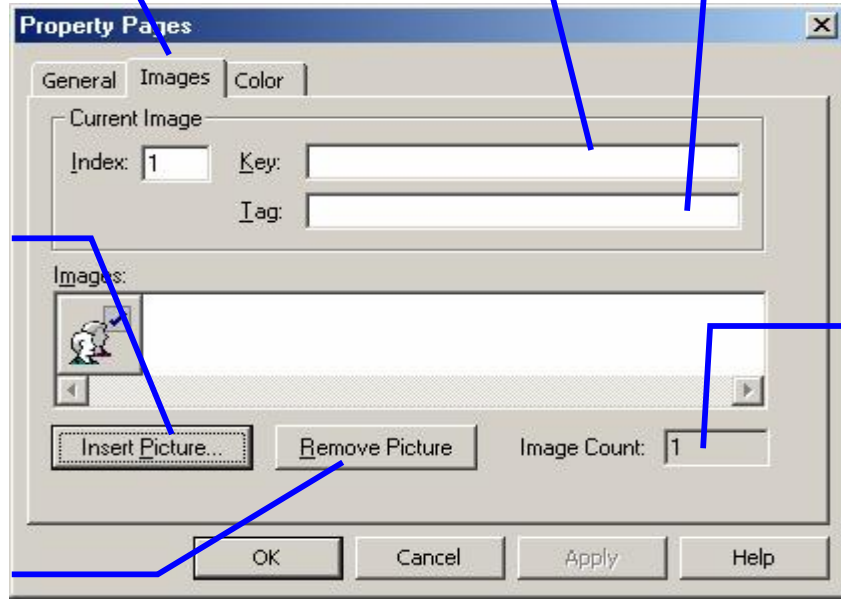 Property Pages
General Images Color
Current Image
Index: 1 Key:
Tag:
Images:
Insert Picture... Remove Picture Image Count: 1
OK Cancel Apply Help